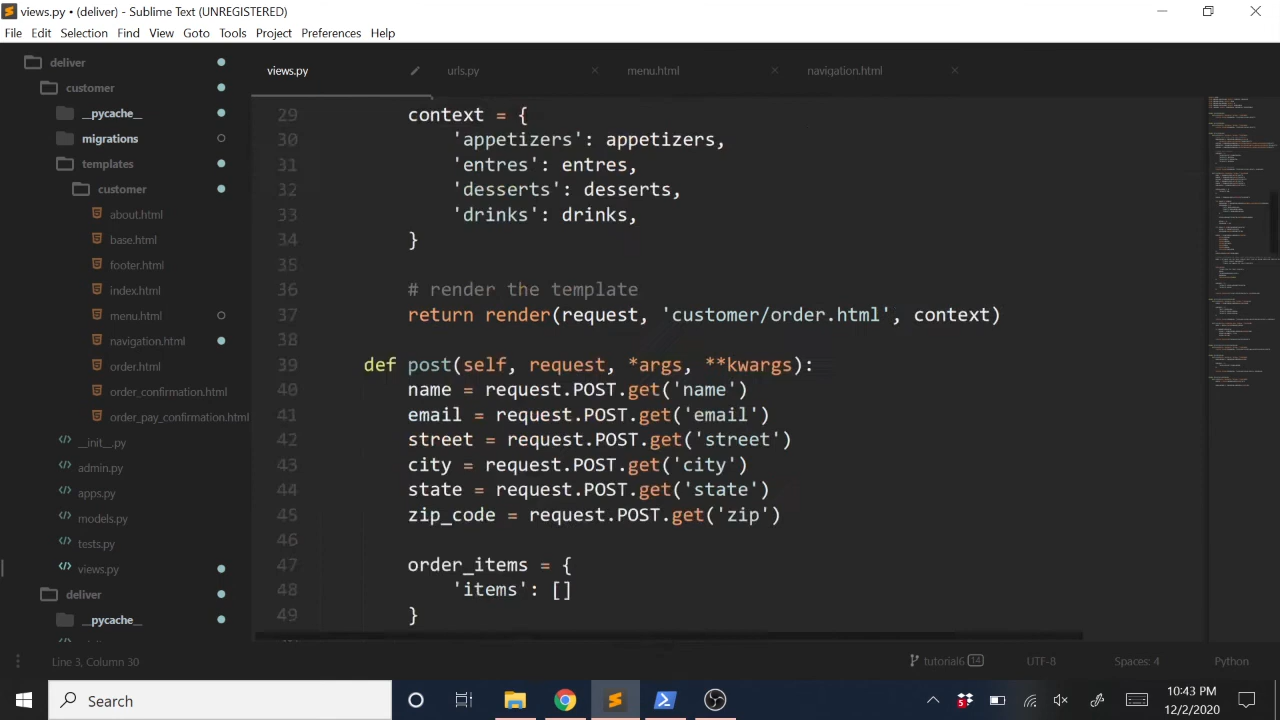 views.py • (deliver) - Sublime Text (UNREGISTERED)
File Edit Selection Find View Goto Tools Project Preferences Help
deliver
customer
__pycache__
migrations
templates
customer
about.html
base.html
footer.html
index.html
menu.html
navigation.html
order.html
order_confirmation.html
order_pay_confirmation.html
__init__.py
admin.py
apps.py
models.py
tests.py
views.py
deliver
__pycache__
views.py urls.py menu.html navigation.html
29 context = {
30 'appetizers': appetizers,
31 'entres': entres,
32 'desserts': desserts,
33 'drinks': drinks,
34 }
35
36 # render the template
37 return render(request, 'customer/order.html', context)
38
39 def post(self, request, *args, **kwargs):
40 name = request.POST.get('name')
41 email = request.POST.get('email')
42 street = request.POST.get('street')
43 city = request.POST.get('city')
44 state = request.POST.get('state')
45 zip_code = request.POST.get('zip')
46
47 order_items = {
48 'items': []
49 }
Line 3, Column 30 tutorial6 14 UTF-8 Spaces: 4 Python
Search
10:43 PM
12/2/2020